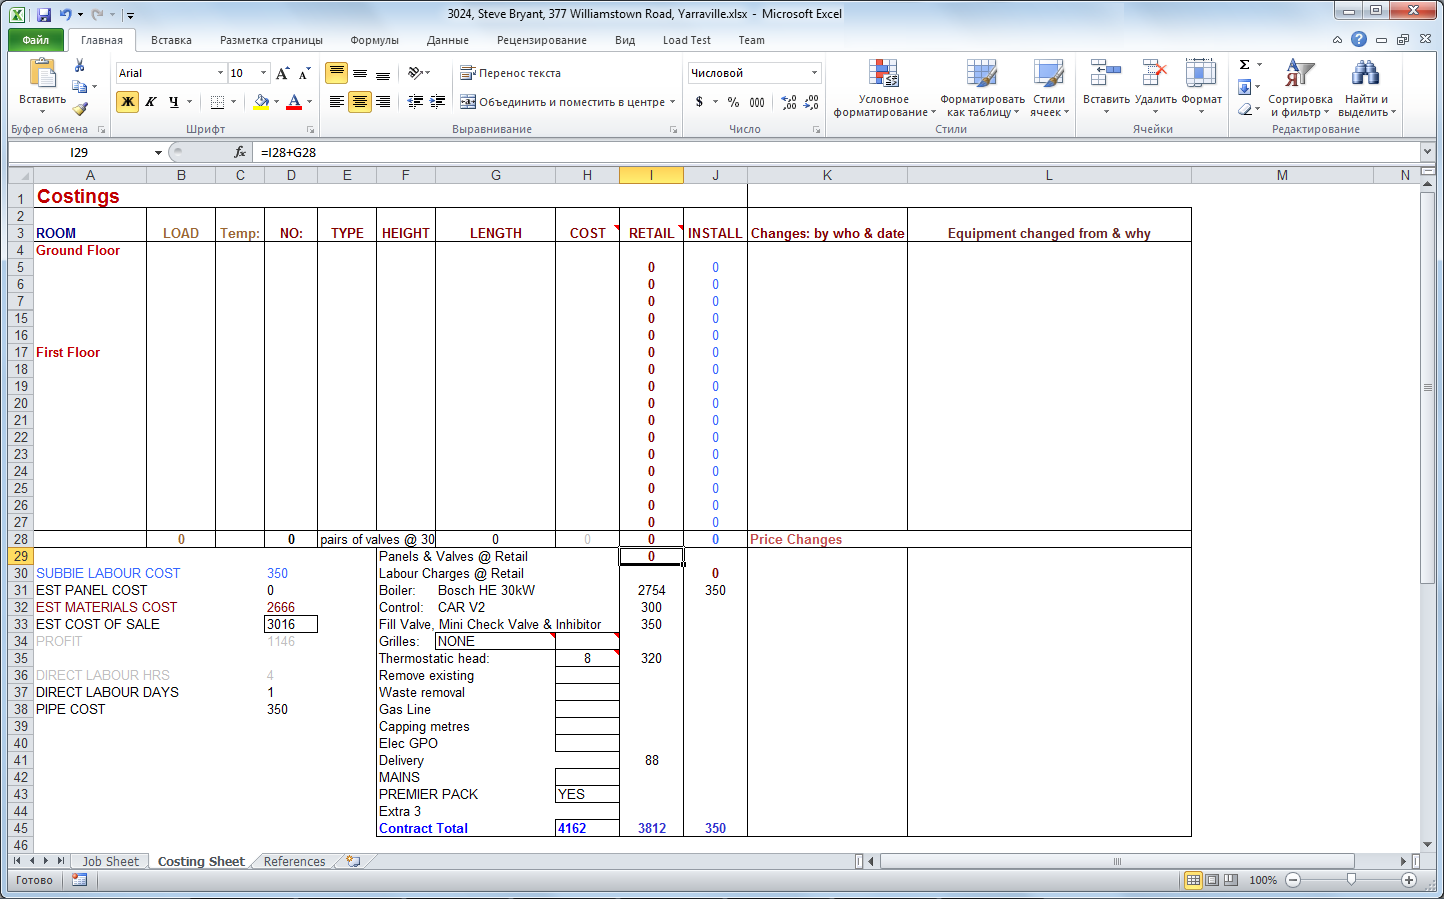 3024, Steve Bryant, 377 Williamstown Road, Yarraville.xlsx - Microsoft Excel
Файл Главная Вставка Разметка страницы Формулы Данные Рецензирование Вид Load Test Team
Вставить
Буфер обмена
Arial 10
Ж К Ч
Шрифт
Перенос текста
Объединить и поместить в центре
Выравнивание
Числовой
$ % 000
Число
Условное форматирование
Форматировать как таблицу
Стили ячеек
Стили
Вставить Удалить Формат
Ячейки
Сортировка и фильтр
Найти и выделить
Редактирование
I29 fx =I28+G28
A B C D E F G H I J K L M N
1 Costings
2
3 ROOM LOAD Temp: NO: TYPE HEIGHT LENGTH COST RETAIL INSTALL Changes: by who & date Equipment changed from & why
4 Ground Floor
5 0 0
6 0 0
7 0 0
15 0 0
16 0 0
17 First Floor 0 0
18 0 0
19 0 0
20 0 0
21 0 0
22 0 0
23 0 0
24 0 0
25 0 0
26 0 0
27 0 0
28 0 0 pairs of valves @ 30 0 0 0 0 Price Changes
29 Panels & Valves @ Retail 0
30 SUBBIE LABOUR COST 350 Labour Charges @ Retail 0
31 EST PANEL COST 0 Boiler: Bosch HE 30kW 2754 350
32 EST MATERIALS COST 2666 Control: CAR V2 300
33 EST COST OF SALE 3016 Fill Valve, Mini Check Valve & Inhibitor 350
34 PROFIT 1146 Grilles: NONE
35 Thermostatic head: 8 320
36 DIRECT LABOUR HRS 4 Remove existing
37 DIRECT LABOUR DAYS 1 Waste removal
38 PIPE COST 350 Gas Line
39 Capping metres
40 Elec GPO
41 Delivery 88
42 MAINS
43 PREMIER PACK YES
44 Extra 3
45 Contract Total 4162 3812 350
46
Job Sheet Costing Sheet References
Готово 100%